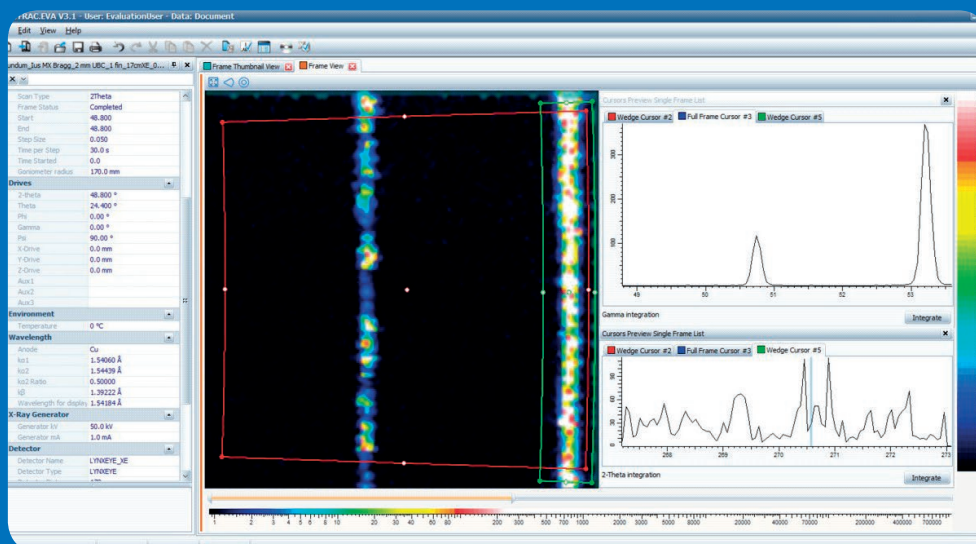 FRAC.EVA V3.1 - User: EvaluationUser - Data: Document
Edit View Help
undum_Ius MX Bragg_2 mm UBC_1 fin_17cmXE_0...
Frame Thumbnail View
Frame View
Scan Type 2Theta
Frame Status Completed
Start 48.800
End 48.800
Step Size 0.050
Time per Step 30.0 s
Time Started 0.0
Goniometer radius 170.0 mm
Drives
2-theta 48.800 °
Theta 24.400 °
Phi 0.00 °
Gamma 0.00 °
Psi 90.00 °
X-Drive 0.0 mm
Y-Drive 0.0 mm
Z-Drive 0.0 mm
Aux1
Aux2
Aux3
Environment
Temperature 0 °C
Wavelength
Anode Cu
kα1 1.54060 Å
kα2 1.54439 Å
kα2 Ratio 0.50000
kβ 1.39222 Å
Wavelength for display 1.54184 Å
X-Ray Generator
Generator kV 50.0 kV
Generator mA 1.0 mA
Detector
Detector Name LYNXEYE_XE
Detector Type LYNXEYE
Cursors Preview Single Frame List
Wedge Cursor #2 Full Frame Cursor #3 Wedge Cursor #5
300
200
100
49 50 51 52 53
Gamma integration
Integrate
Cursors Preview Single Frame List
Wedge Cursor #2 Full Frame Cursor #3 Wedge Cursor #5
90
60
30
0
268 269 270 271 272 273
2-Theta integration
Integrate
1 2 3 4 5 6 8 10 20 30 40 60 80 200 300 500 700 1000 2000 3000 5000 8000 20000 40000 70000 200000 400000 700000